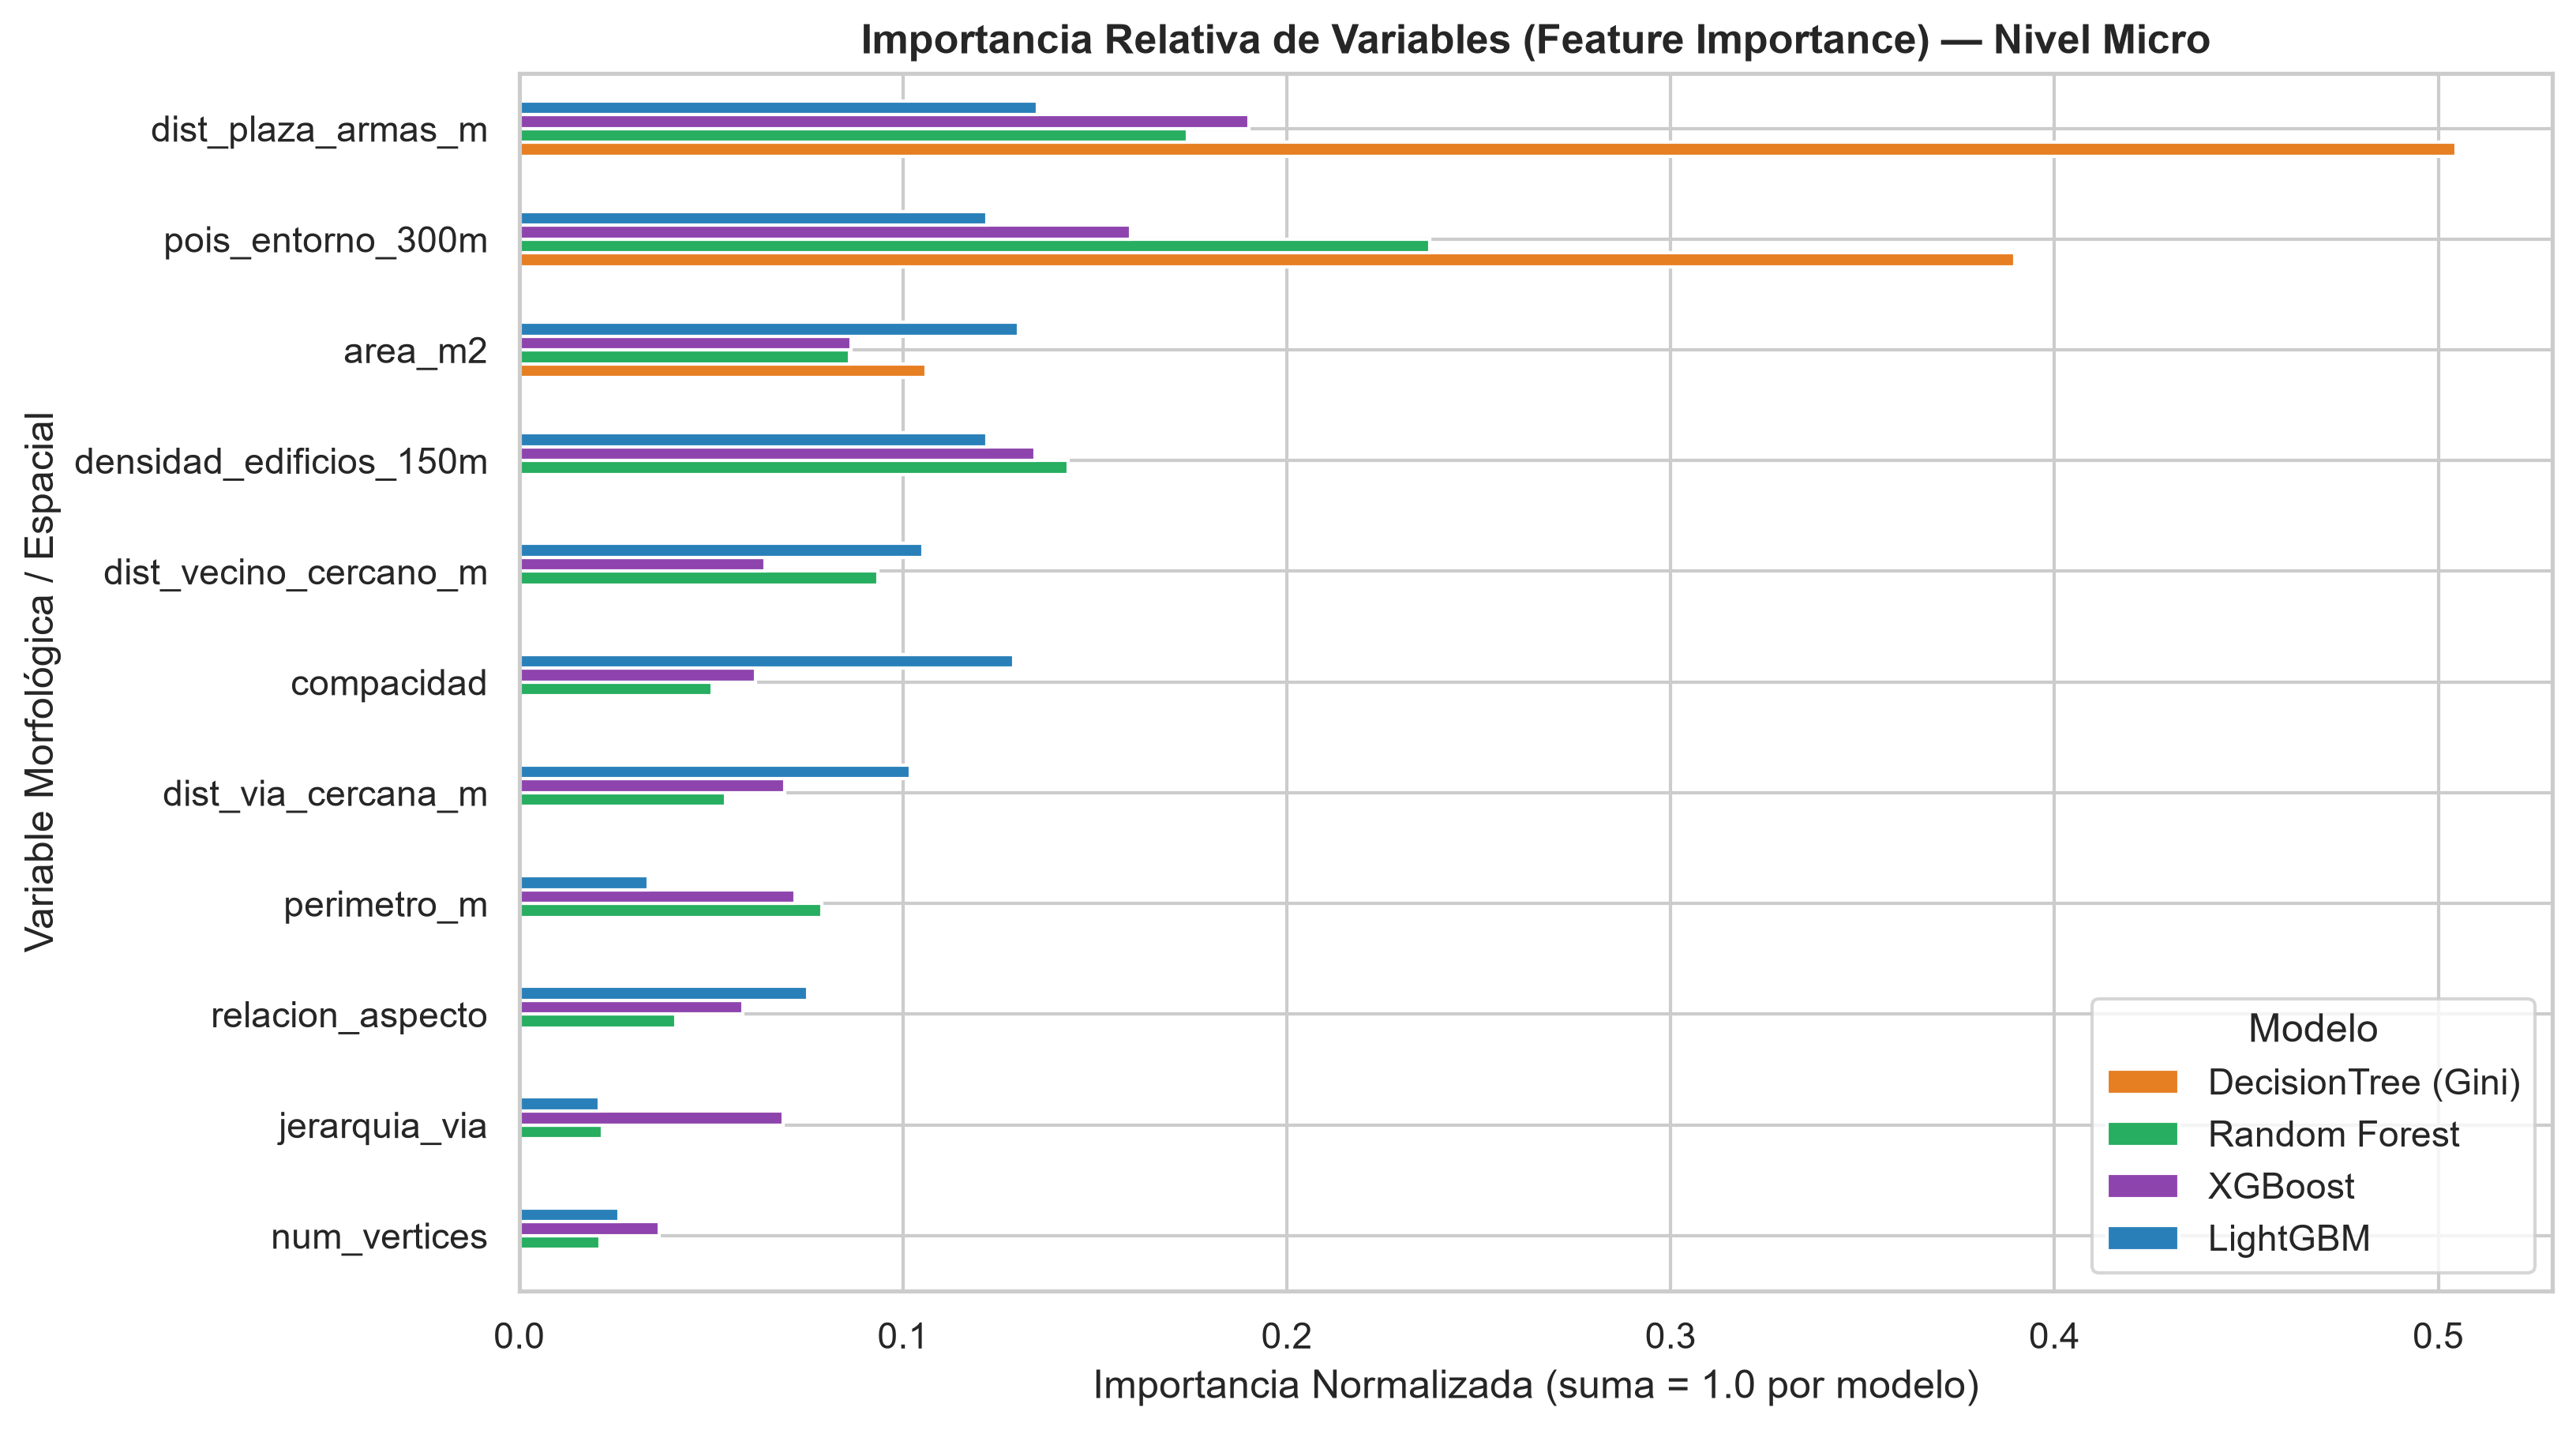 Importancia Relativa de Variables (Feature Importance) — Nivel Micro
Variable Morfológica / Espacial
dist_plaza_armas_m
pois_entorno_300m
area_m2
densidad_edificios_150m
dist_vecino_cercano_m
compacidad
dist_via_cercana_m
perimetro_m
relacion_aspecto
jerarquia_via
num_vertices
Modelo
DecisionTree (Gini)
Random Forest
XGBoost
LightGBM
0.0 0.1 0.2 0.3 0.4 0.5
Importancia Normalizada (suma = 1.0 por modelo)